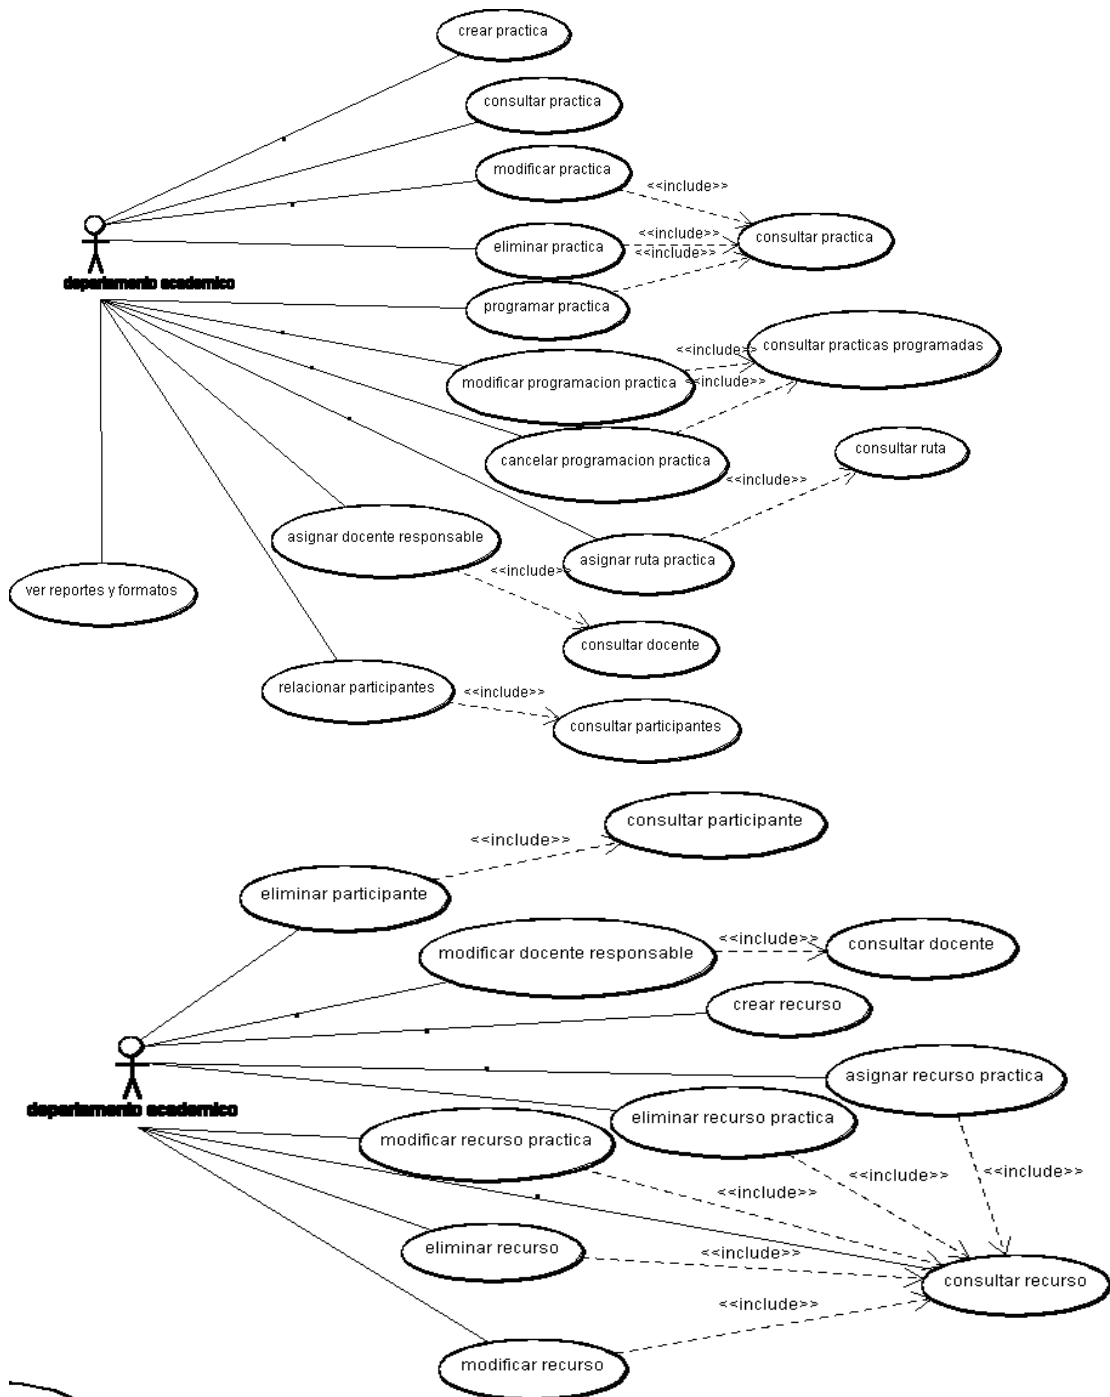 crear practica
consultar practica
modificar practica
<<include>>
eliminar practica
<<include>>
<<include>>
consultar practica
departamento academico
programar practica
<<include>>
consultar practicas programadas
modificar programacion practica
<<include>>
cancelar programacion practica
consultar ruta
<<include>>
asignar docente responsable
asignar ruta practica
<<include>>
ver reportes y formatos
consultar docente
relacionar participantes
<<include>>
consultar participantes
consultar participante
<<include>>
eliminar participante
modificar docente responsable
<<include>>
consultar docente
crear recurso
asignar recurso practica
departamento academico
eliminar recurso practica
modificar recurso practica
<<include>>
<<include>>
<<include>>
eliminar recurso
<<include>>
consultar recurso
<<include>>
modificar recurso